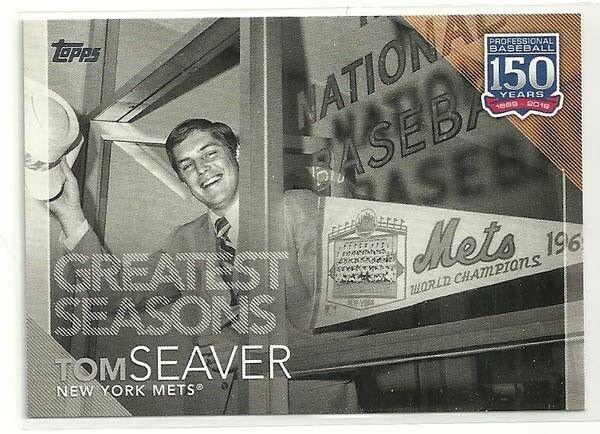 Topps
PROFESSIONAL
BASEBALL
150
YEARS
1869 - 2019
NATIONAL
BASEBALL
Mets 196
WORLD CHAMPIONS
NEW YORK
GREATEST
SEASONS
TOM SEAVER
NEW YORK METS®